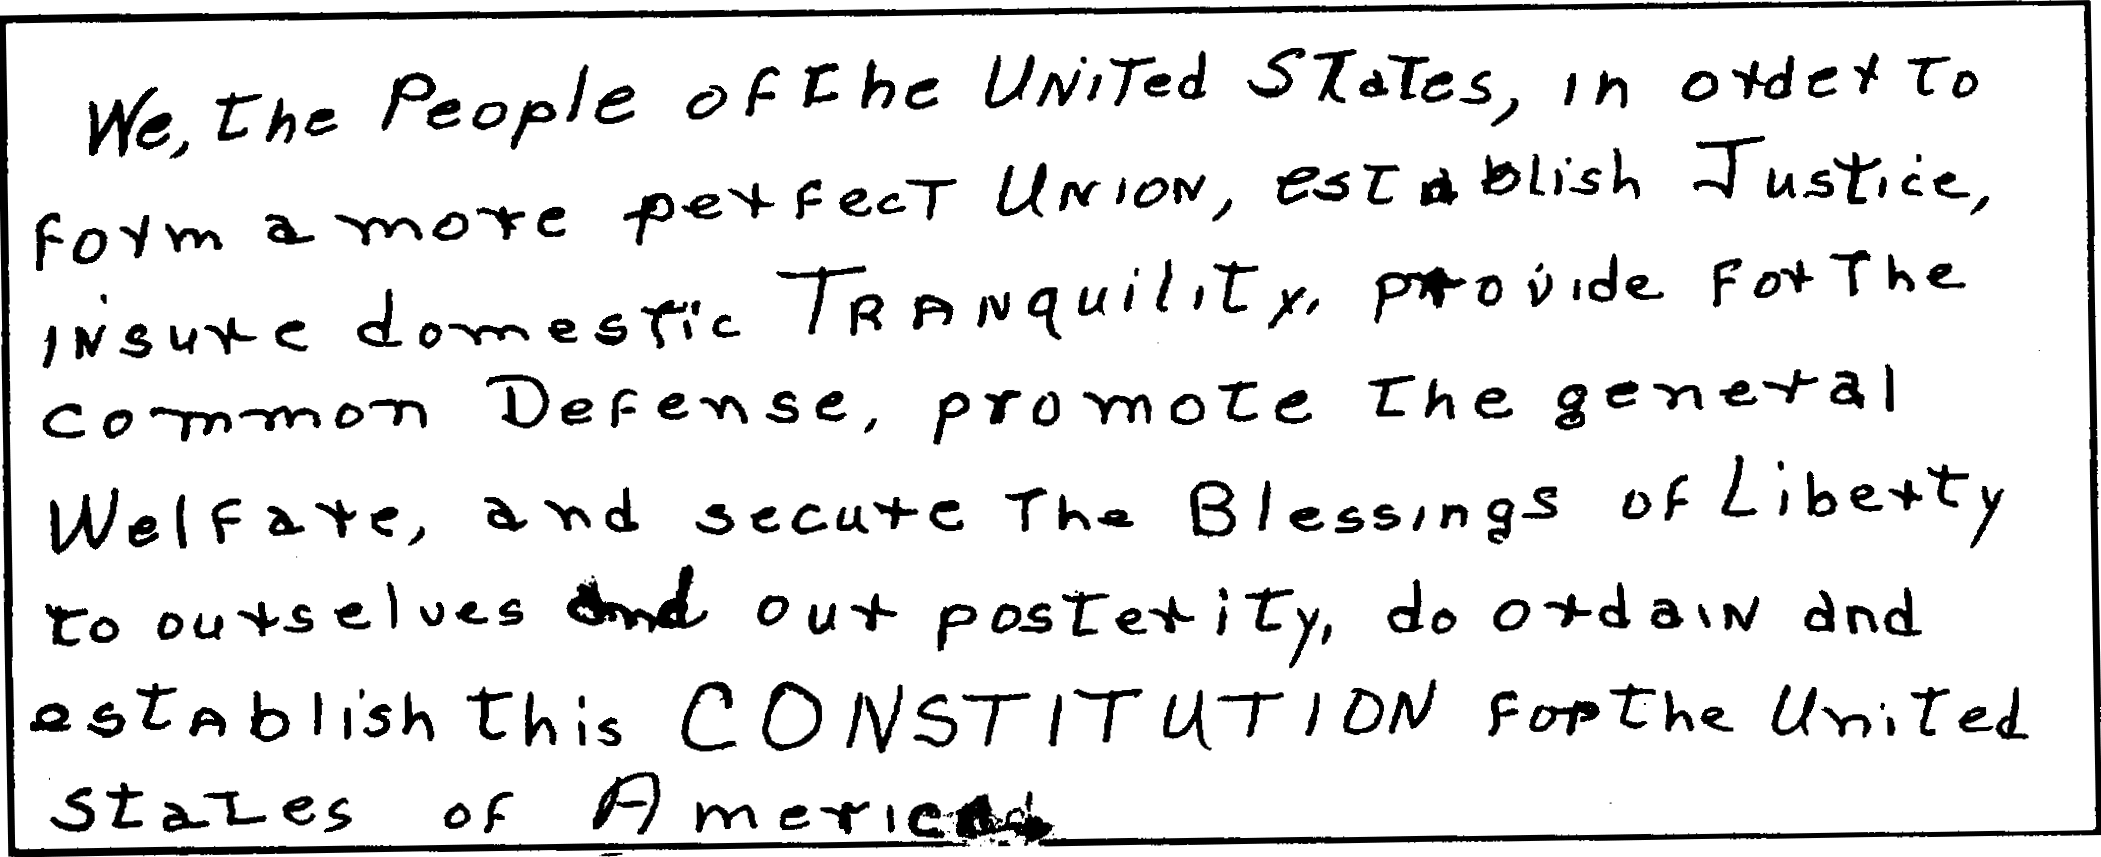 We, the People of the United States, in order to
form a more perfect Union, establish Justice,
insure domestic TRANquility, provide for the
common Defense, promote the general
Welfare, and secure the Blessings of Liberty
to ourselves and our posterity, do ordain and
establish this CONSTITUTION for the United
states of America